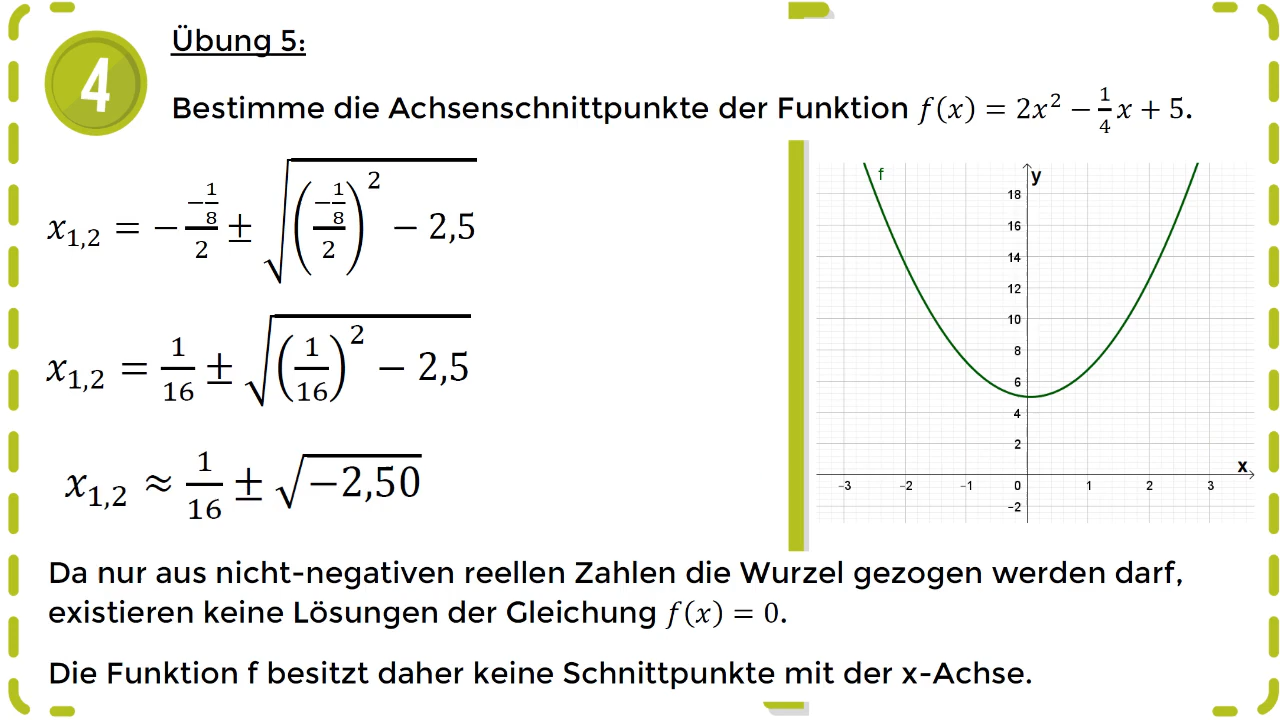 Übung 5:
4
Bestimme die Achsenschnittpunkte der Funktion f(x) = 2x² − 1/4 x + 5.
x₁,₂ = − (−1/8)/2 ± √(((−1/8)/2)² − 2,5)
x₁,₂ = 1/16 ± √((1/16)² − 2,5)
x₁,₂ ≈ 1/16 ± √(−2,50)
f
y
18
16
14
12
10
8
6
4
2
x
−3 −2 −1 0 1 2 3
−2
Da nur aus nicht-negativen reellen Zahlen die Wurzel gezogen werden darf,
existieren keine Lösungen der Gleichung f(x) = 0.
Die Funktion f besitzt daher keine Schnittpunkte mit der x-Achse.